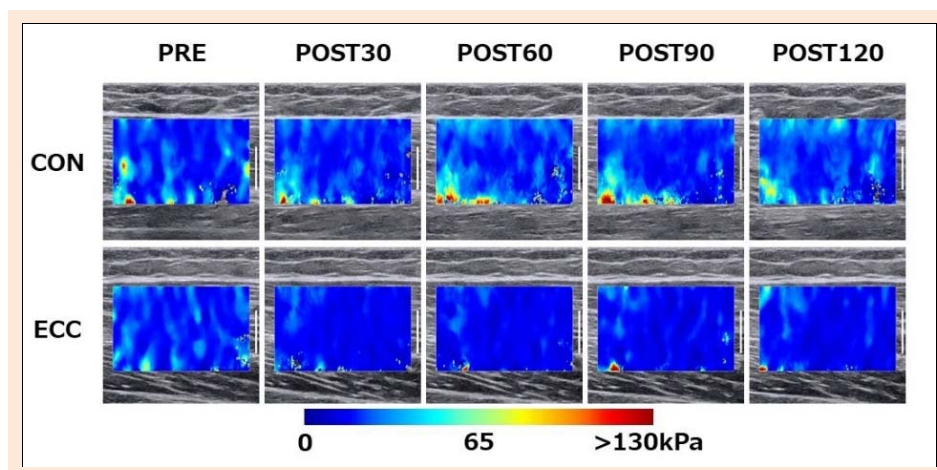 PRE POST30 POST60 POST90 POST120
CON
ECC
0 65 >130kPa